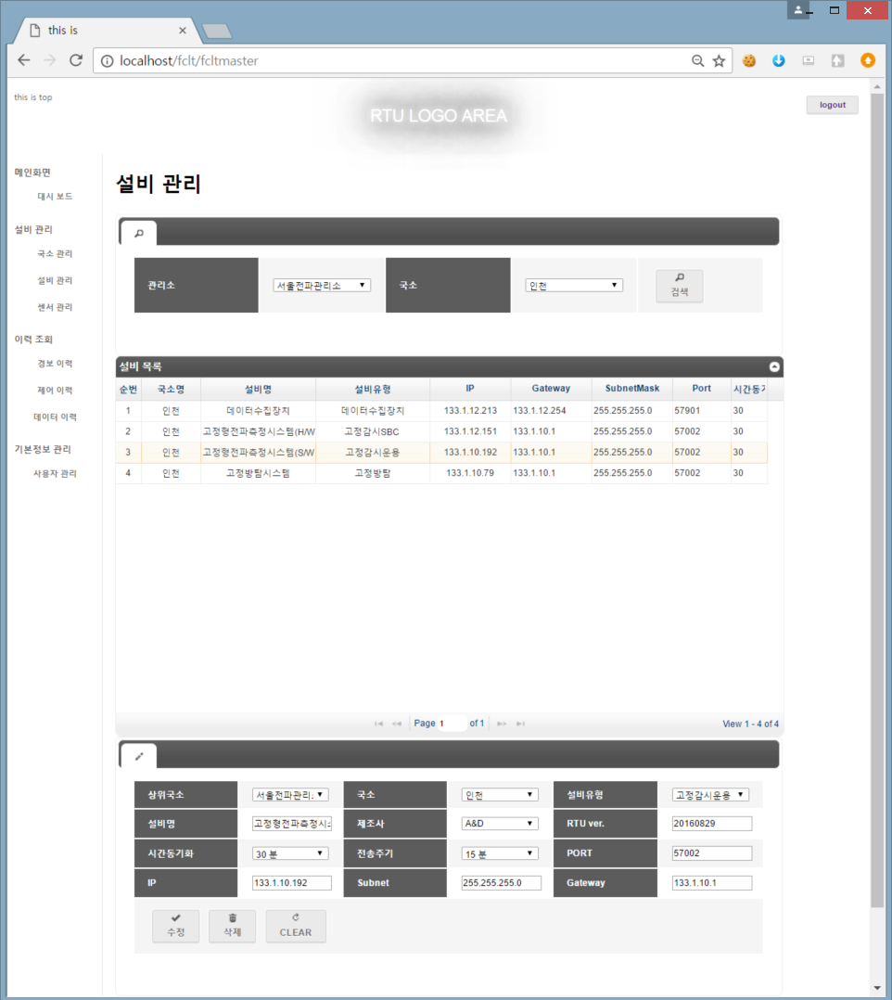 this is
localhost/fclt/fcltmaster
this is top
RTU LOGO AREA
logout
메인화면
대시 보드
설비 관리
국소 관리
설비 관리
센서 관리
이력 조회
경보 이력
제어 이력
데이터 이력
기본정보 관리
사용자 관리
설비 관리
관리소 서울전파관리소 국소 인천 검색
설비 목록
순번 국소명 설비명 설비유형 IP Gateway SubnetMask Port 시간동기
1 인천 데이터수집장치 데이터수집장치 133.1.12.213 133.1.12.254 255.255.255.0 57901 30
2 인천 고정형전파측정시스템(H/W 고정감시SBC 133.1.12.151 133.1.10.1 255.255.255.0 57002 30
3 인천 고정형전파측정시스템(S/W 고정감시운용 133.1.10.192 133.1.10.1 255.255.255.0 57002 30
4 인천 고정방탐시스템 고정방탐 133.1.10.79 133.1.10.1 255.255.255.0 57002 30
Page 1 of 1 View 1 - 4 of 4
상위국소 서울전파관리 국소 인천 설비유형 고정감시운용
설비명 고정형전파측정시 제조사 A&D RTU ver. 20160829
시간동기화 30 분 전송주기 15 분 PORT 57002
IP 133.1.10.192 Subnet 255.255.255.0 Gateway 133.1.10.1
수정 삭제 CLEAR